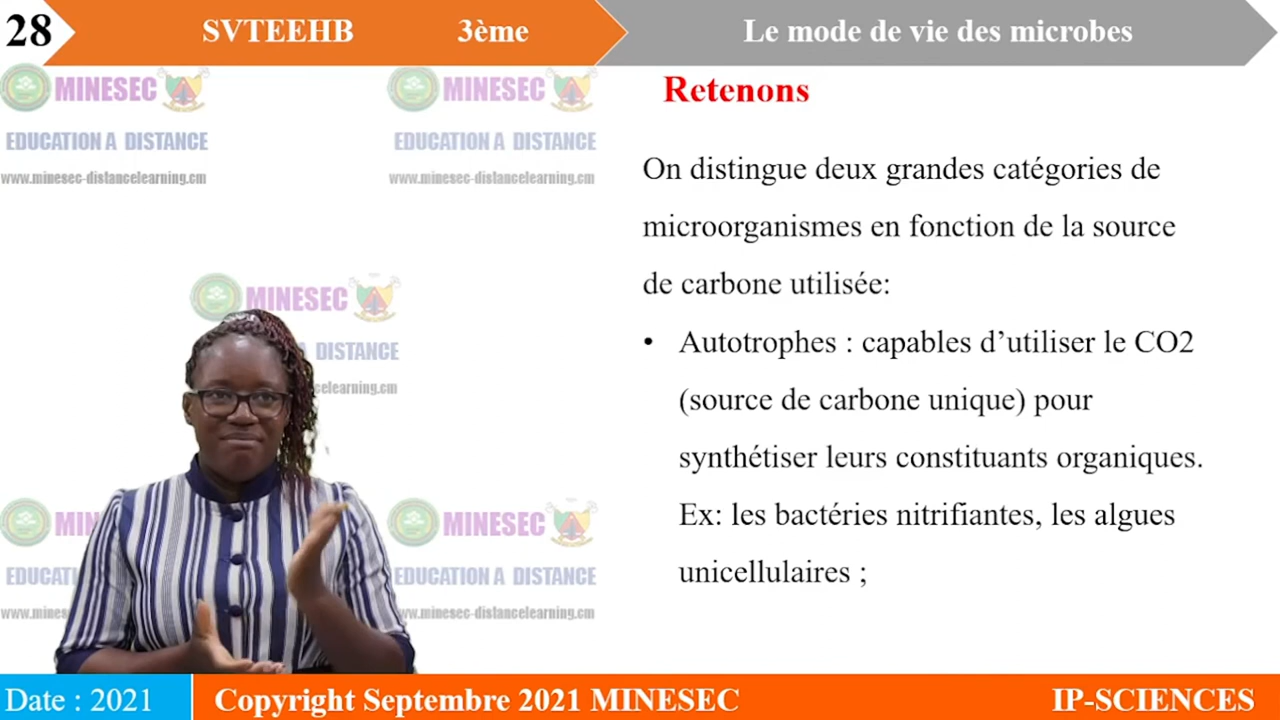 28
SVTEEHB
3ème
Le mode de vie des microbes
MINESEC
EDUCATION A DISTANCE
www.minesec-distancelearning.cm
MINESEC
EDUCATION A DISTANCE
www.minesec-distancelearning.cm
Retenons
On distingue deux grandes catégories de
microorganismes en fonction de la source
de carbone utilisée:
• Autotrophes : capables d’utiliser le CO2
(source de carbone unique) pour
synthétiser leurs constituants organiques.
Ex: les bactéries nitrifiantes, les algues
unicellulaires ;
MINESEC
DISTANCE
MINESEC
EDUCATION A DISTANCE
Date : 2021
Copyright Septembre 2021 MINESEC
IP-SCIENCES